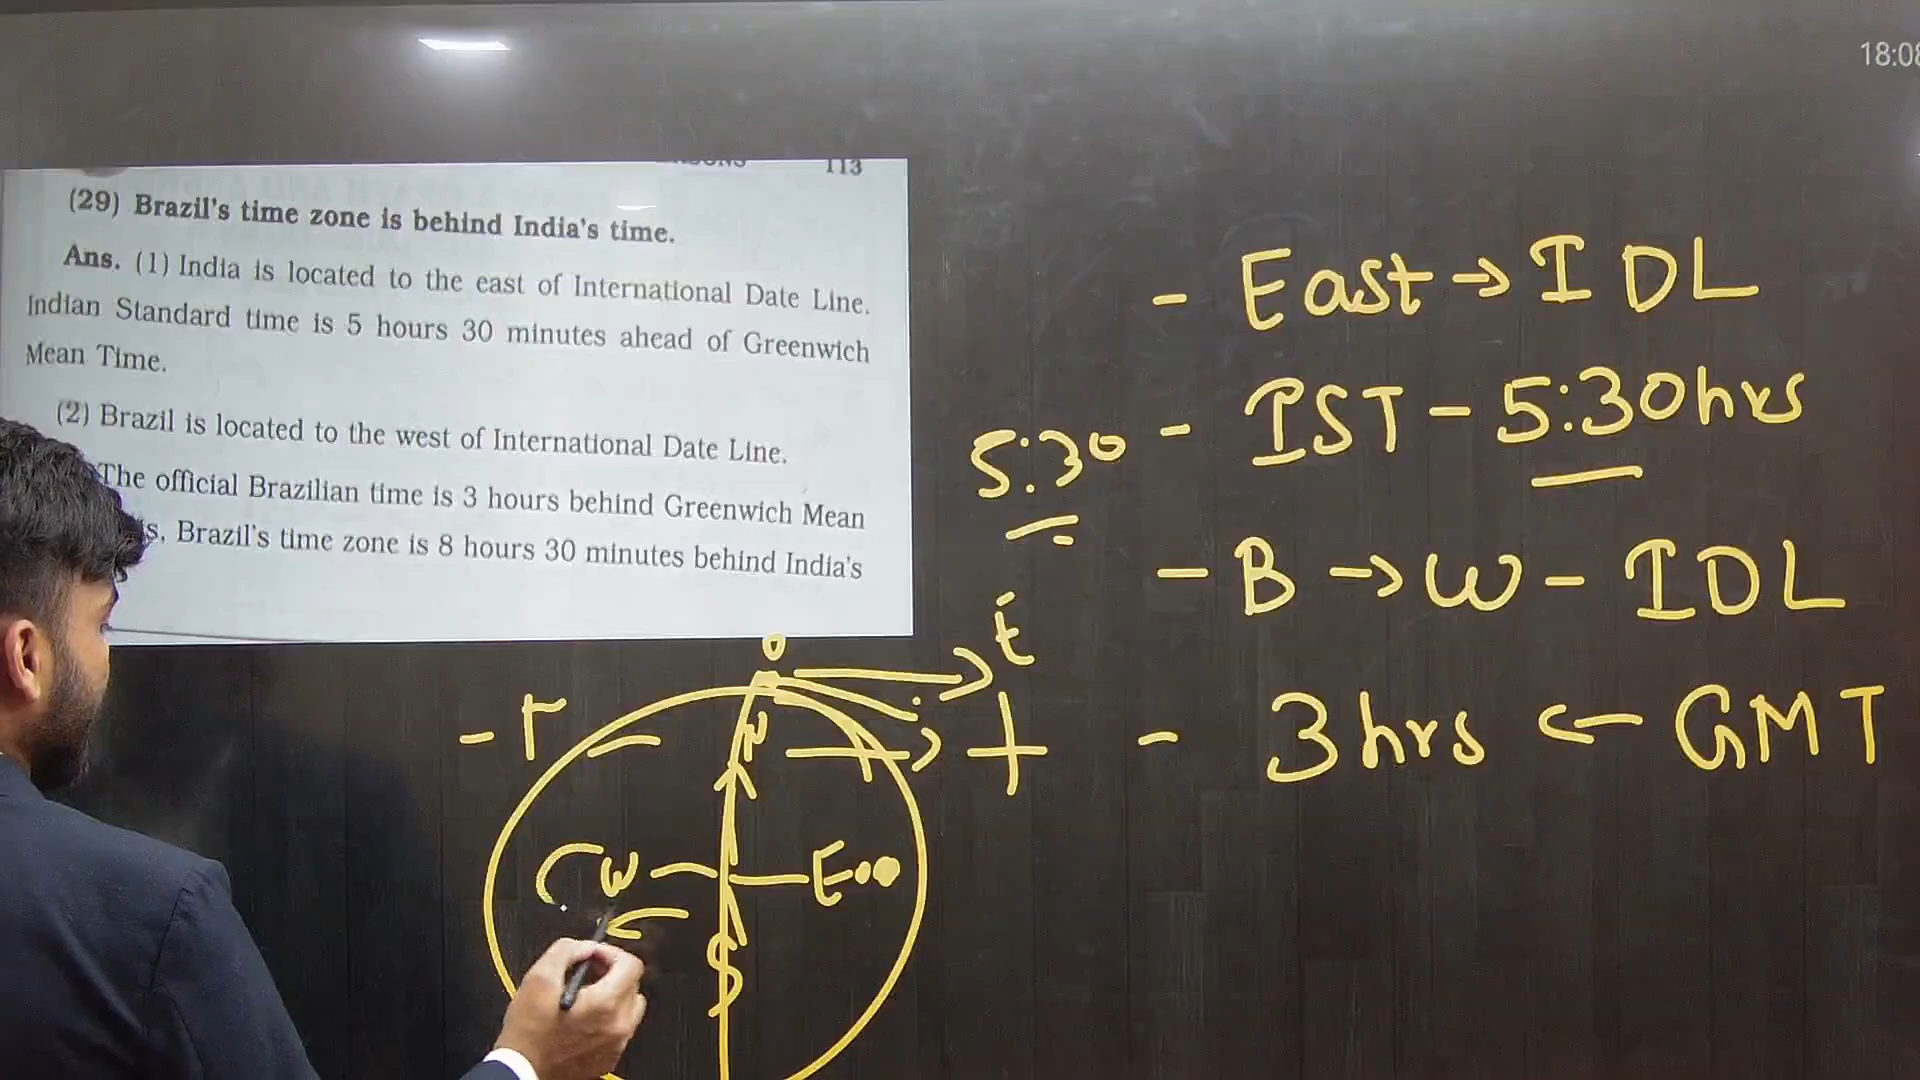 18:08
113
(29) Brazil's time zone is behind India's time.
Ans. (1) India is located to the east of International Date Line.
Indian Standard time is 5 hours 30 minutes ahead of Greenwich
Mean Time.
(2) Brazil is located to the west of International Date Line.
The official Brazilian time is 3 hours behind Greenwich Mean
Brazil's time zone is 8 hours 30 minutes behind India's
- East → IDL
5:30 - IST - 5:30hrs
- B → W - IDL
- 3 hrs ← GMT
0
E
N
- +
W E
S